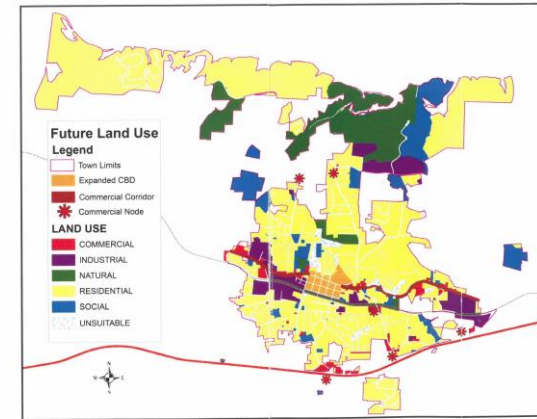 Future Land Use
Legend
Town Limits
Expanded CBD
Commercial Corridor
Commercial Node
LAND USE
COMMERCIAL
INDUSTRIAL
NATURAL
RESIDENTIAL
SOCIAL
UNSUITABLE
N
W
E
S